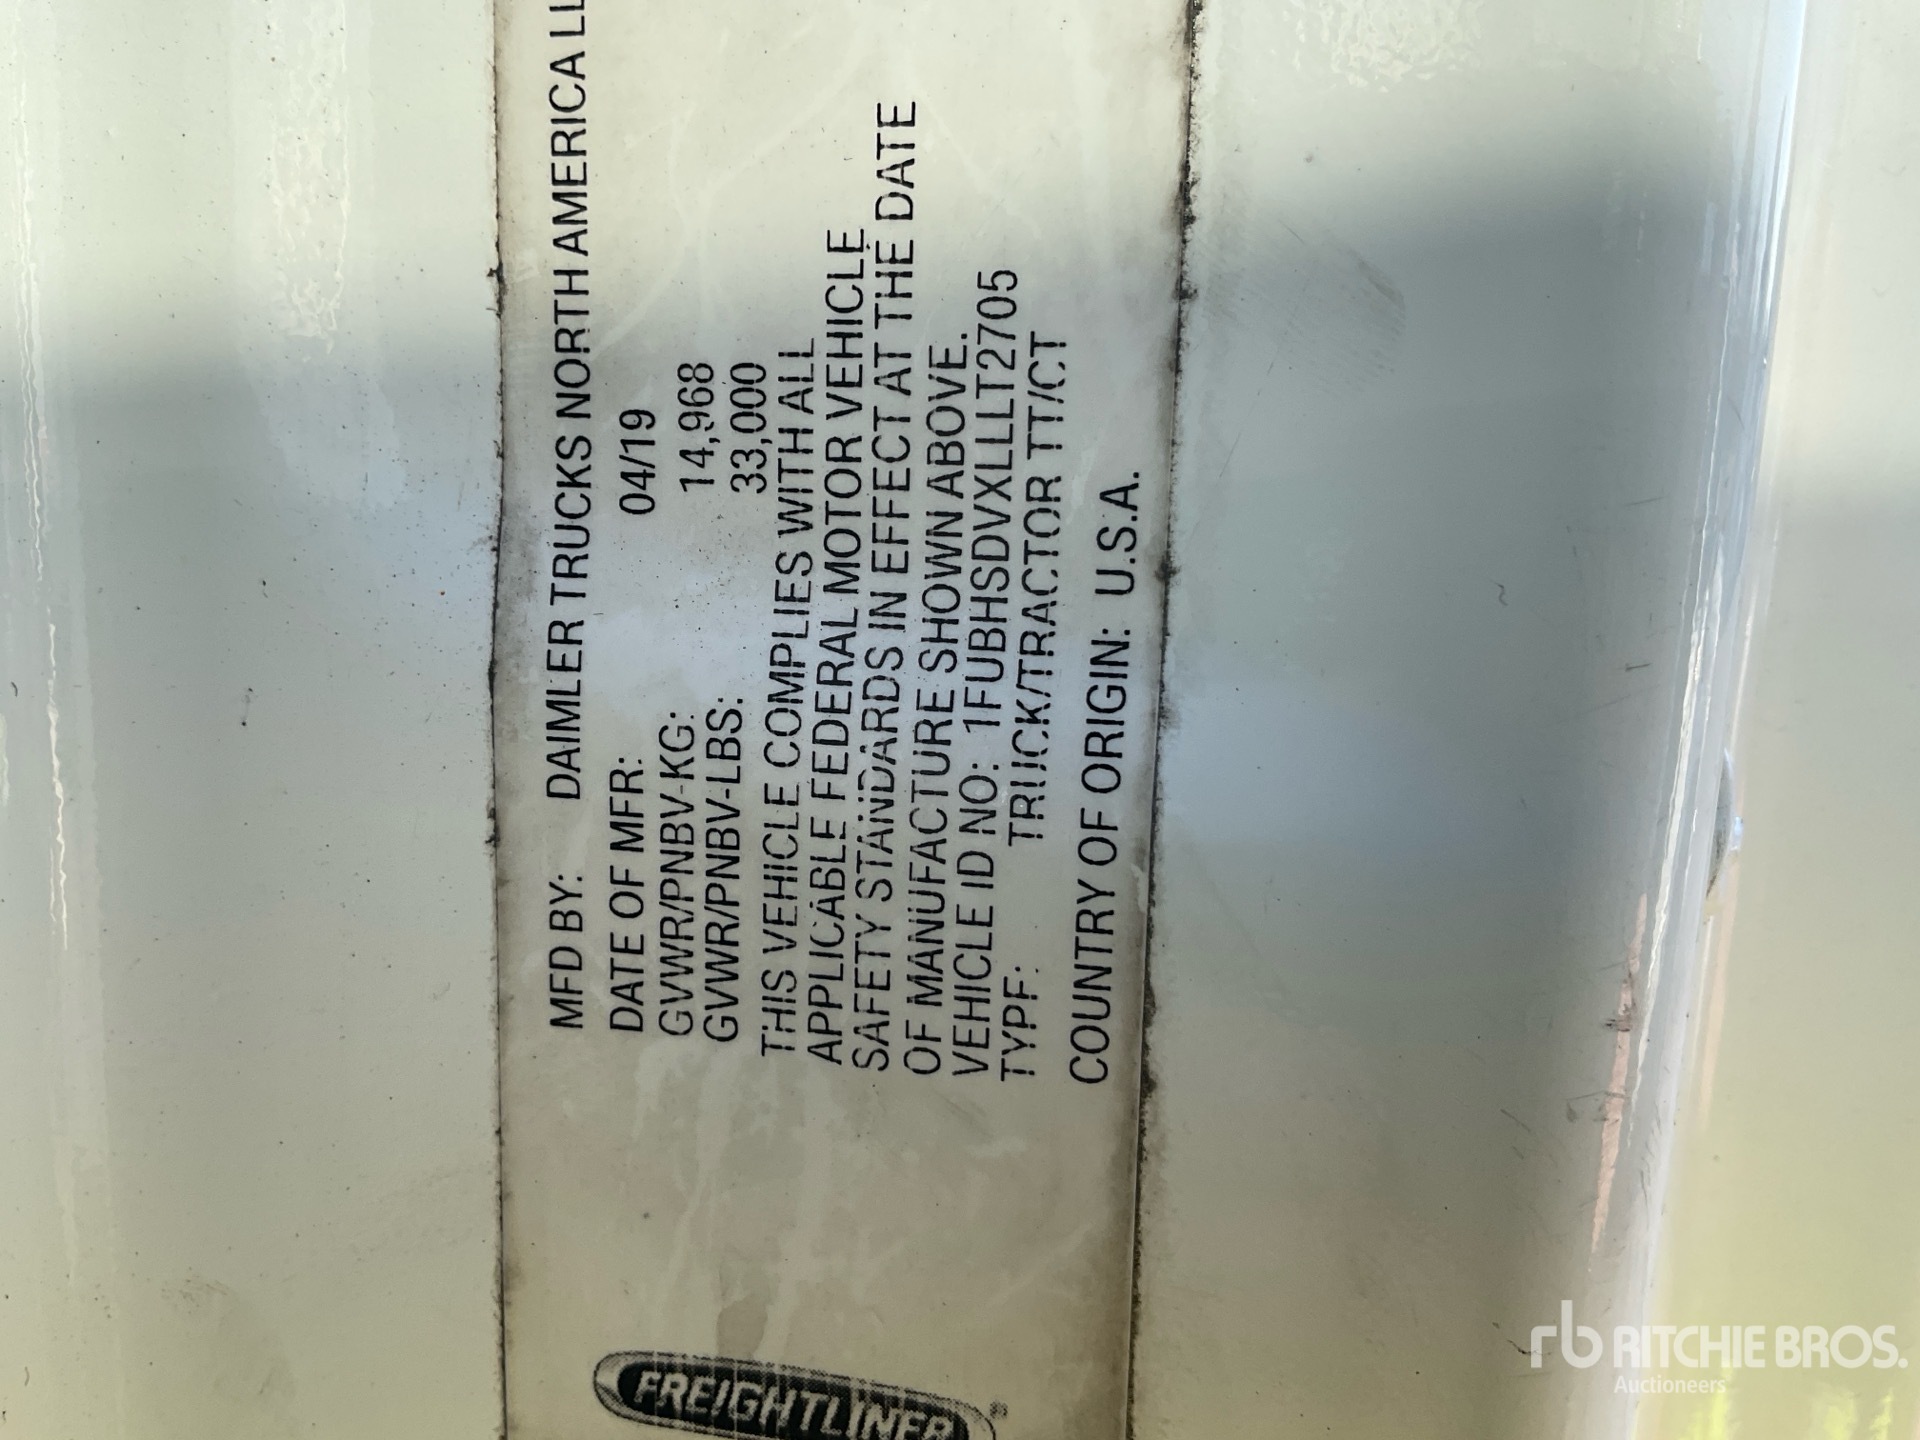 FREIGHTLINER®
MFD BY: DAIMLER TRUCKS NORTH AMERICA
DATE OF MFR: 04/19
GVWR/PNBV-KG: 14,968
GVWR/PNBV-LBS: 33,000
THIS VEHICLE COMPLIES WITH ALL
APPLICABLE FEDERAL MOTOR VEHICLE
SAFETY STANDARDS IN EFFECT AT THE DATE
OF MANUFACTURE SHOWN ABOVE.
VEHICLE ID NO: 1FUBHSDVXLLLT2705
TYPE: TRUCK/TRACTOR TT/CT
COUNTRY OF ORIGIN: U.S.A.
rb RITCHIE BROS.
Auctioneers